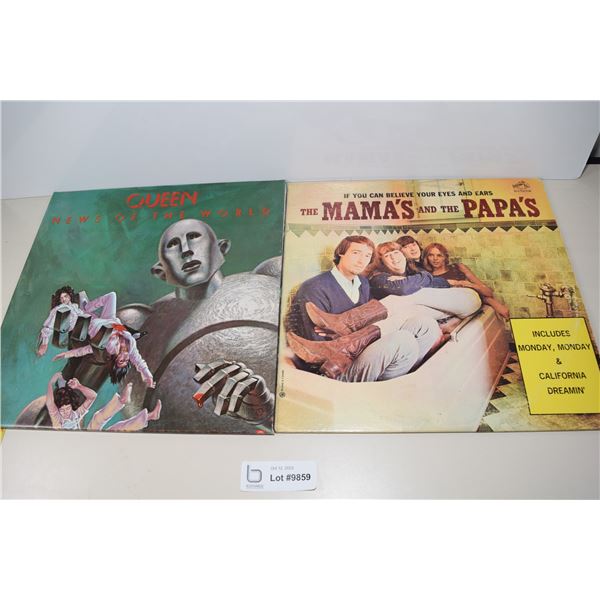 QUEEN
NEWS OF THE WORLD
IF YOU CAN BELIEVE YOUR EYES AND EARS
THE MAMA'S AND THE PAPA'S
INCLUDES
MONDAY, MONDAY
&
CALIFORNIA
DREAMIN'
Lot #9859